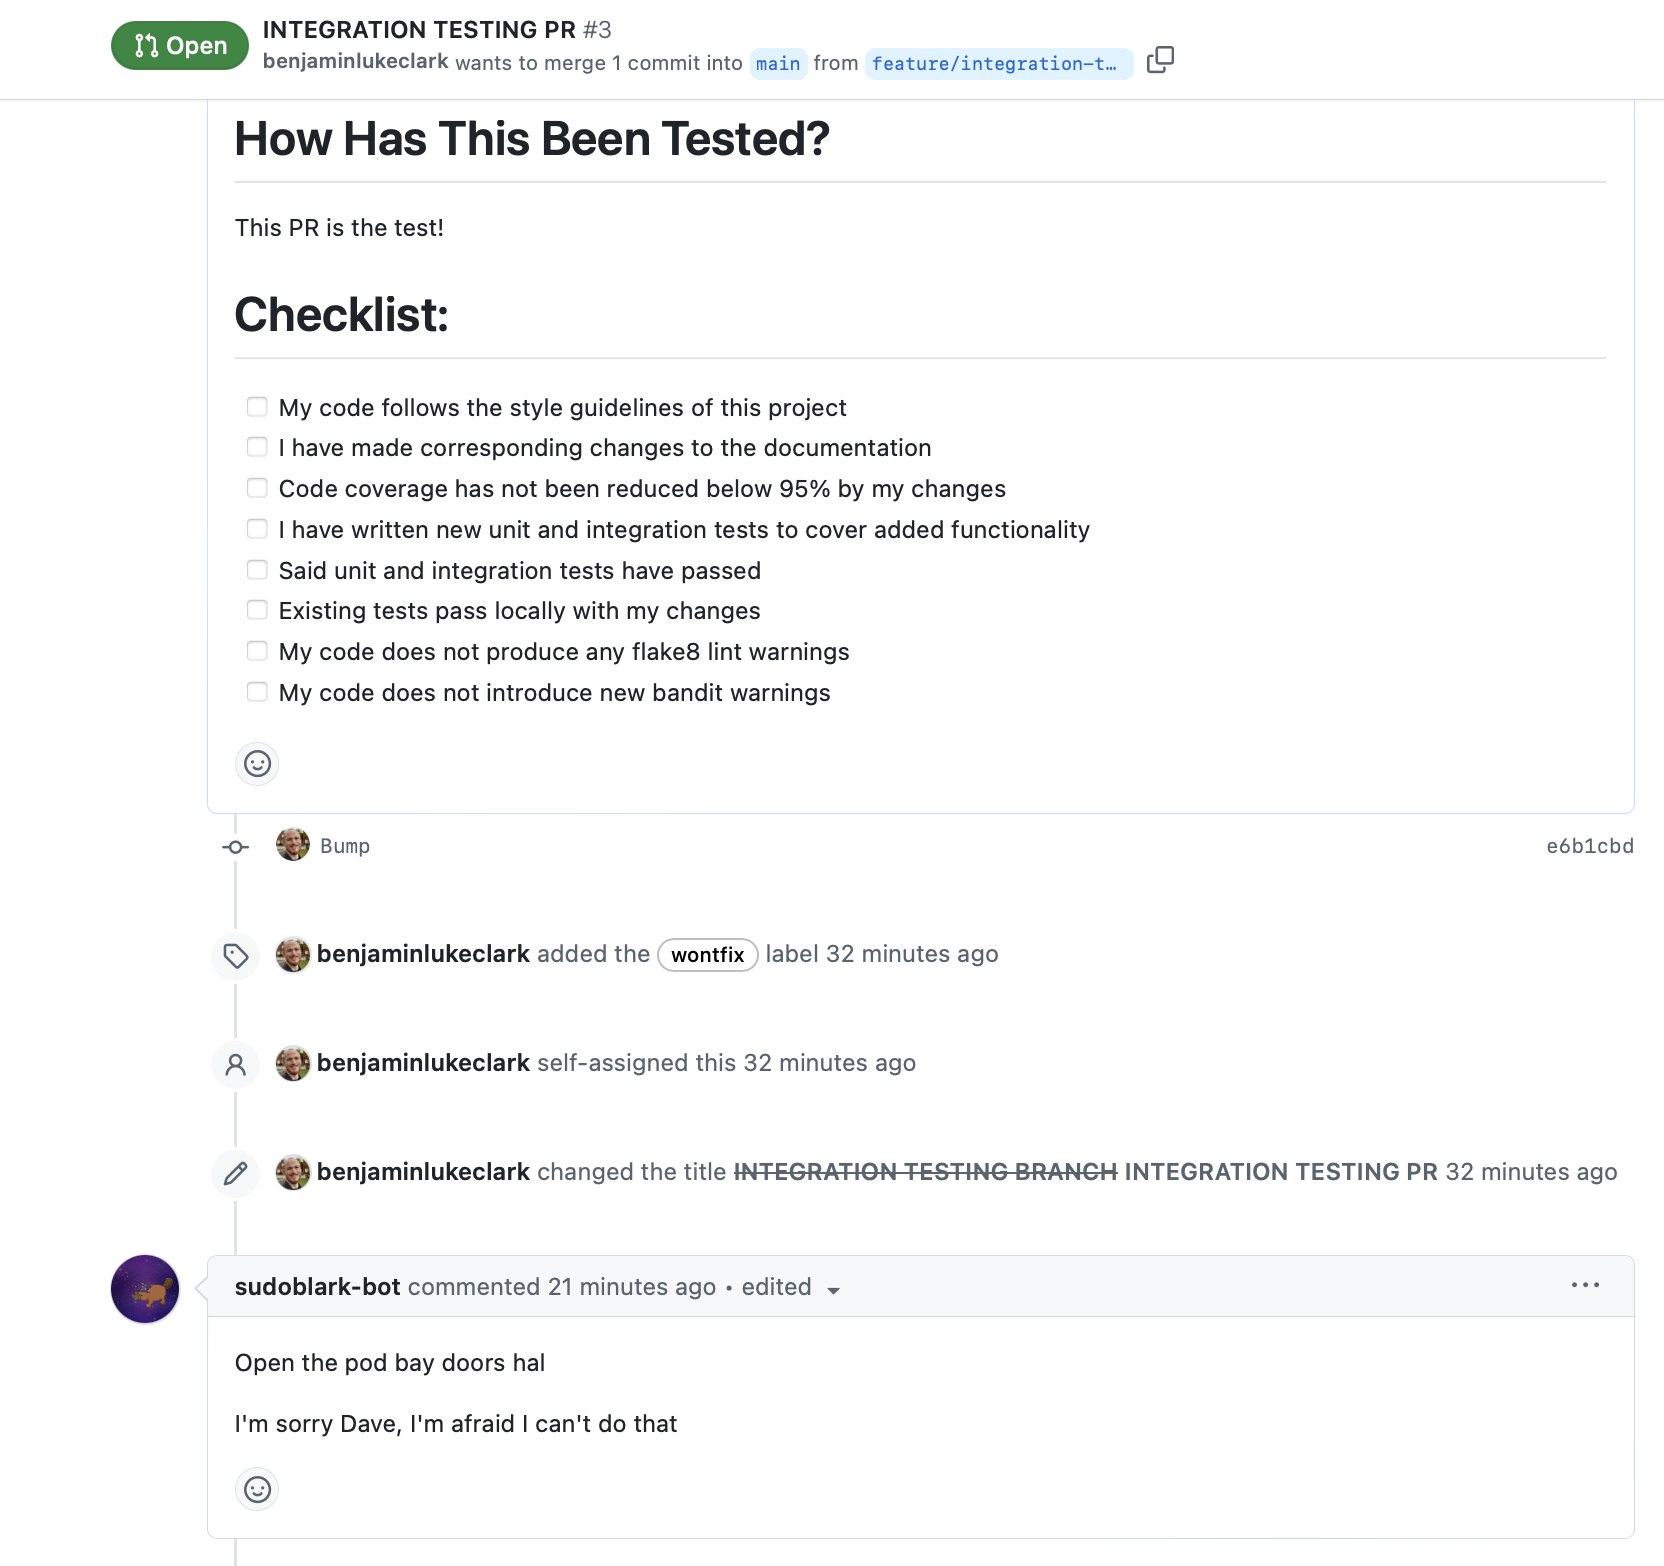 Open
INTEGRATION TESTING PR #3
benjaminlukeclark wants to merge 1 commit into main from feature/integration-t…
How Has This Been Tested?
This PR is the test!
Checklist:
My code follows the style guidelines of this project
I have made corresponding changes to the documentation
Code coverage has not been reduced below 95% by my changes
I have written new unit and integration tests to cover added functionality
Said unit and integration tests have passed
Existing tests pass locally with my changes
My code does not produce any flake8 lint warnings
My code does not introduce new bandit warnings
Bump e6b1cbd
benjaminlukeclark added the wontfix label 32 minutes ago
benjaminlukeclark self-assigned this 32 minutes ago
benjaminlukeclark changed the title INTEGRATION TESTING BRANCH INTEGRATION TESTING PR 32 minutes ago
sudoblark-bot commented 21 minutes ago • edited
Open the pod bay doors hal
I'm sorry Dave, I'm afraid I can't do that